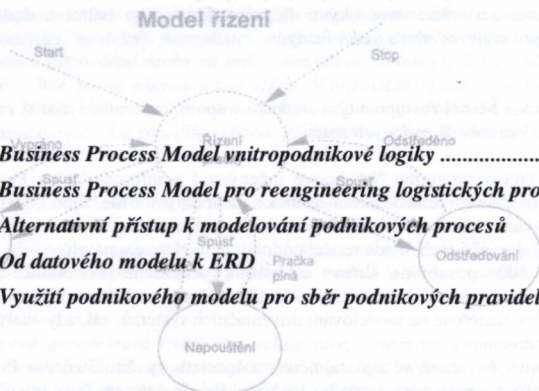 Model řízení
Start
Stop
Vypráno
Řízení
Odstředěno
Business Process Model vnitropodnikové logiky ..................
Spusť
Spusť
Business Process Model pro reengineering logistických pro
Alternativní přístup k modelování podnikových procesů
Spusť
Odstřeďování
Od datového modelu k ERD
Pračka
plná
Využití podnikového modelu pro sběr podnikových pravidel
Napouštění